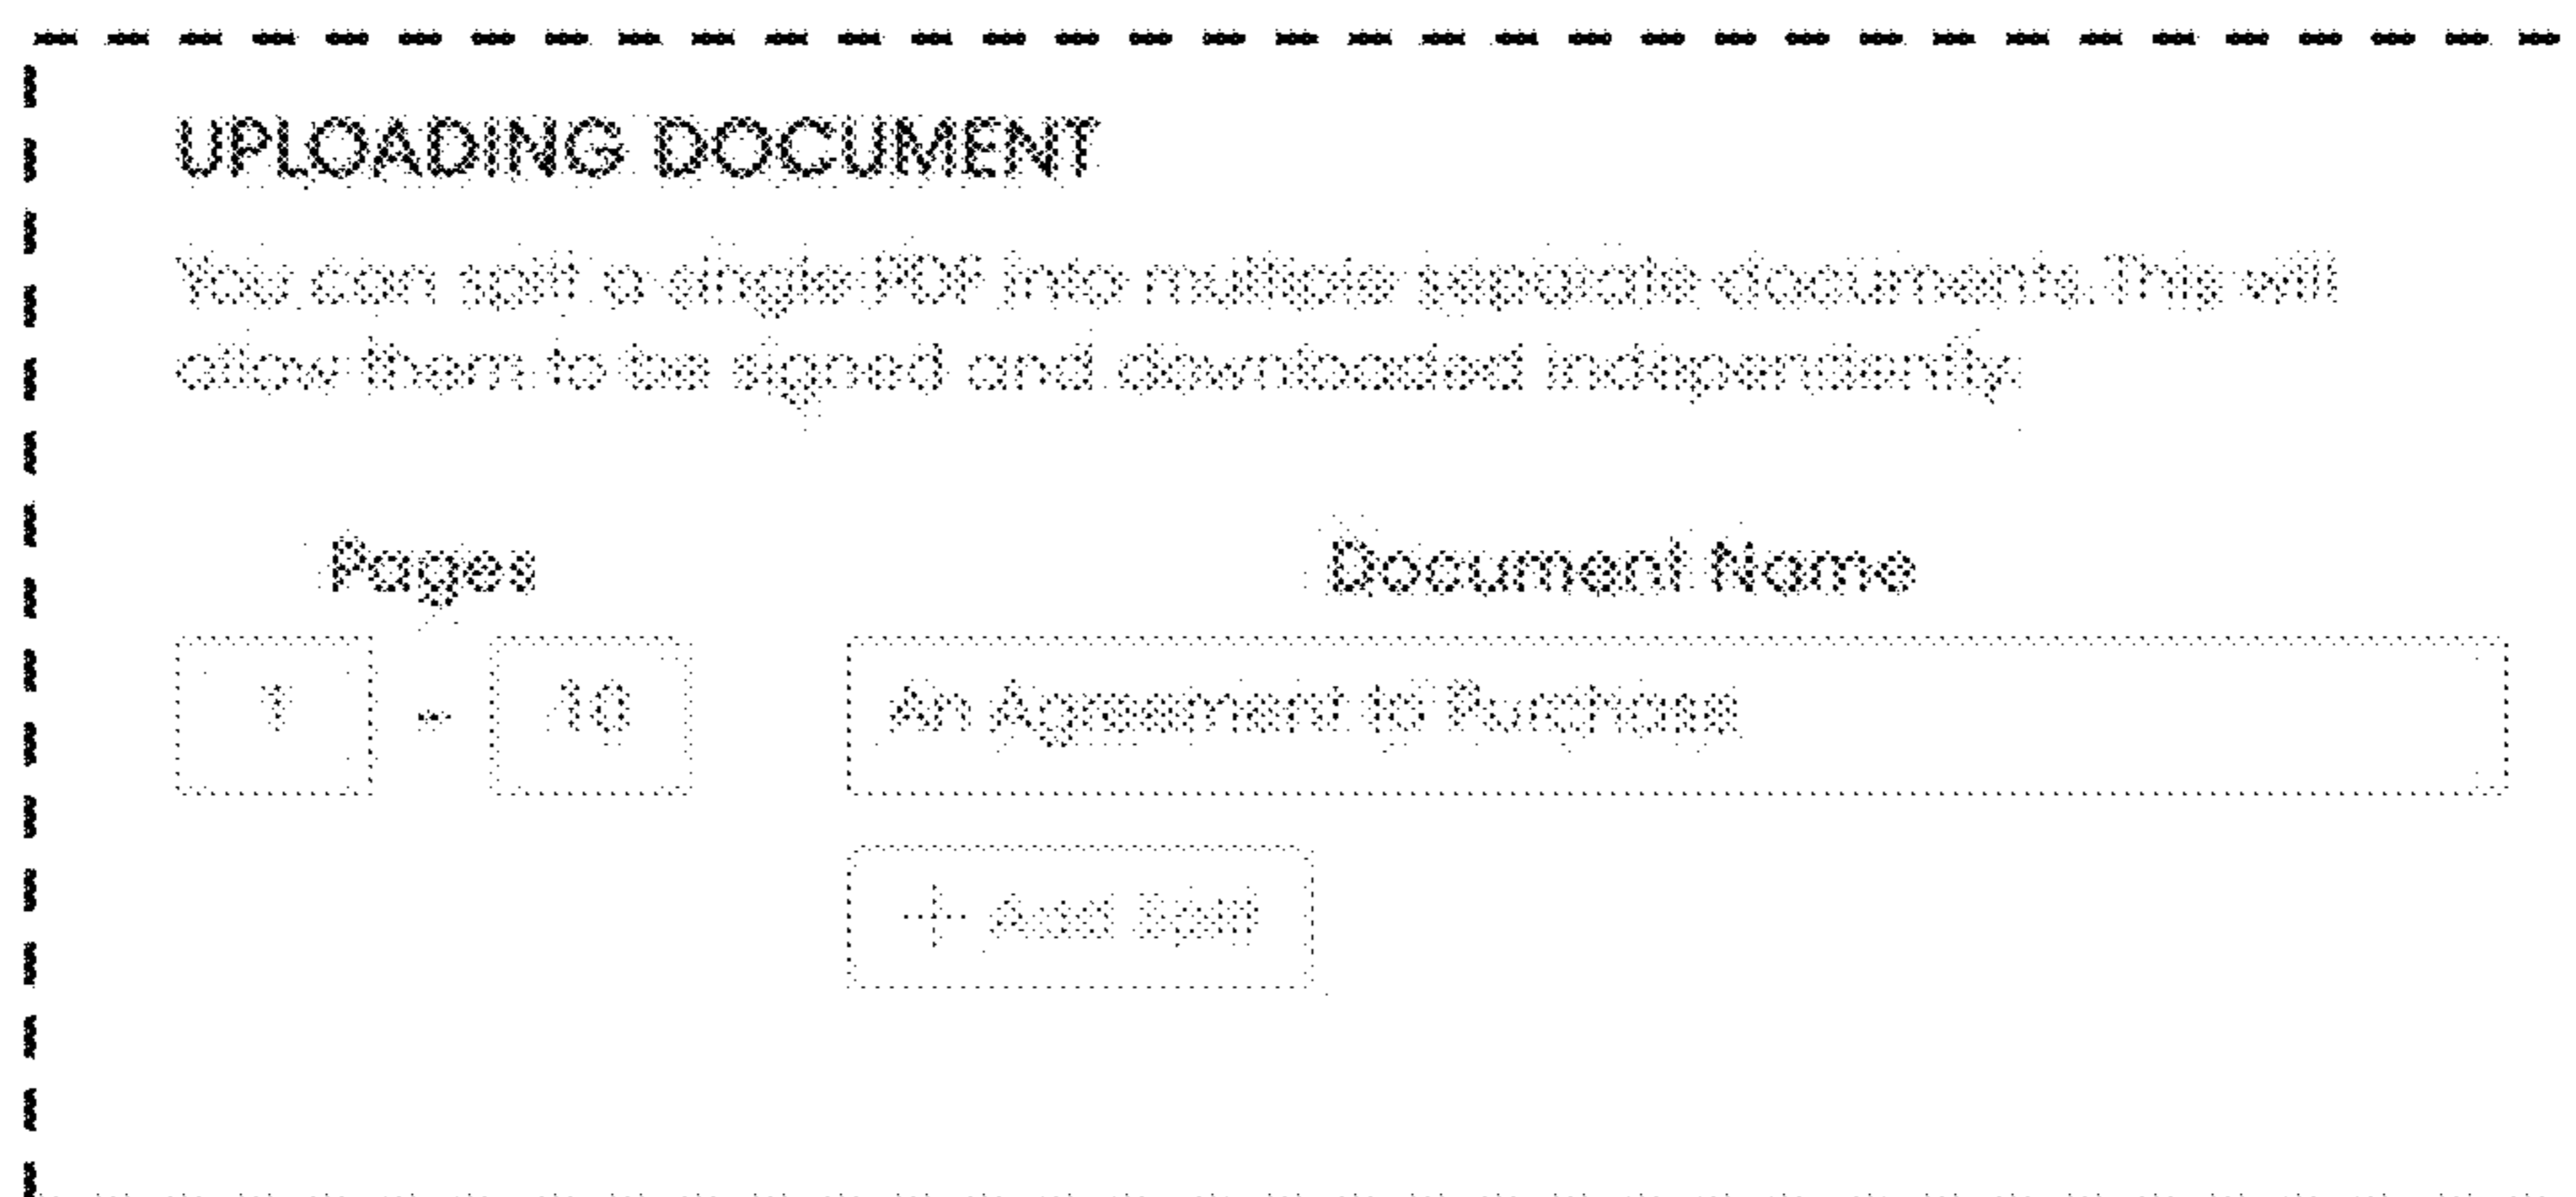 UPLOADING DOCUMENT
You can split a single PDF into multiple separate documents. This will
allow them to be signed and downloaded independently.
Pages
Document Name
1 - 10
An Agreement to Purchase
+ Add Split